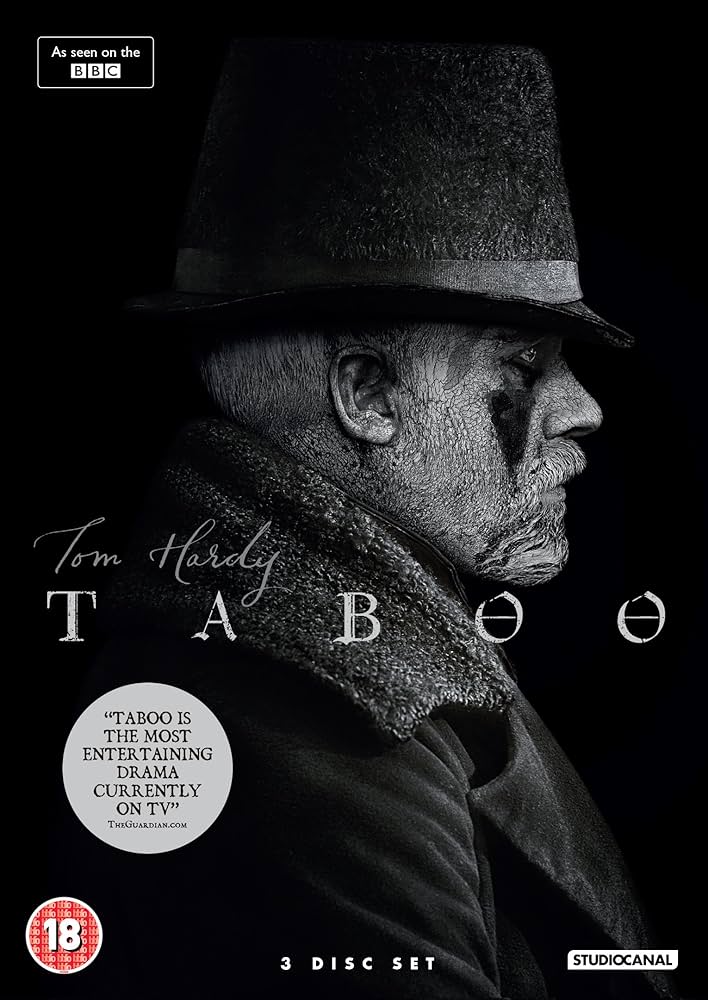 As seen on the
BBC
Tom Hardy
TABOO
“TABOO IS
THE MOST
ENTERTAINING
DRAMA
CURRENTLY
ON TV”
THEGUARDIAN.COM
18
3 DISC SET
STUDIOCANAL